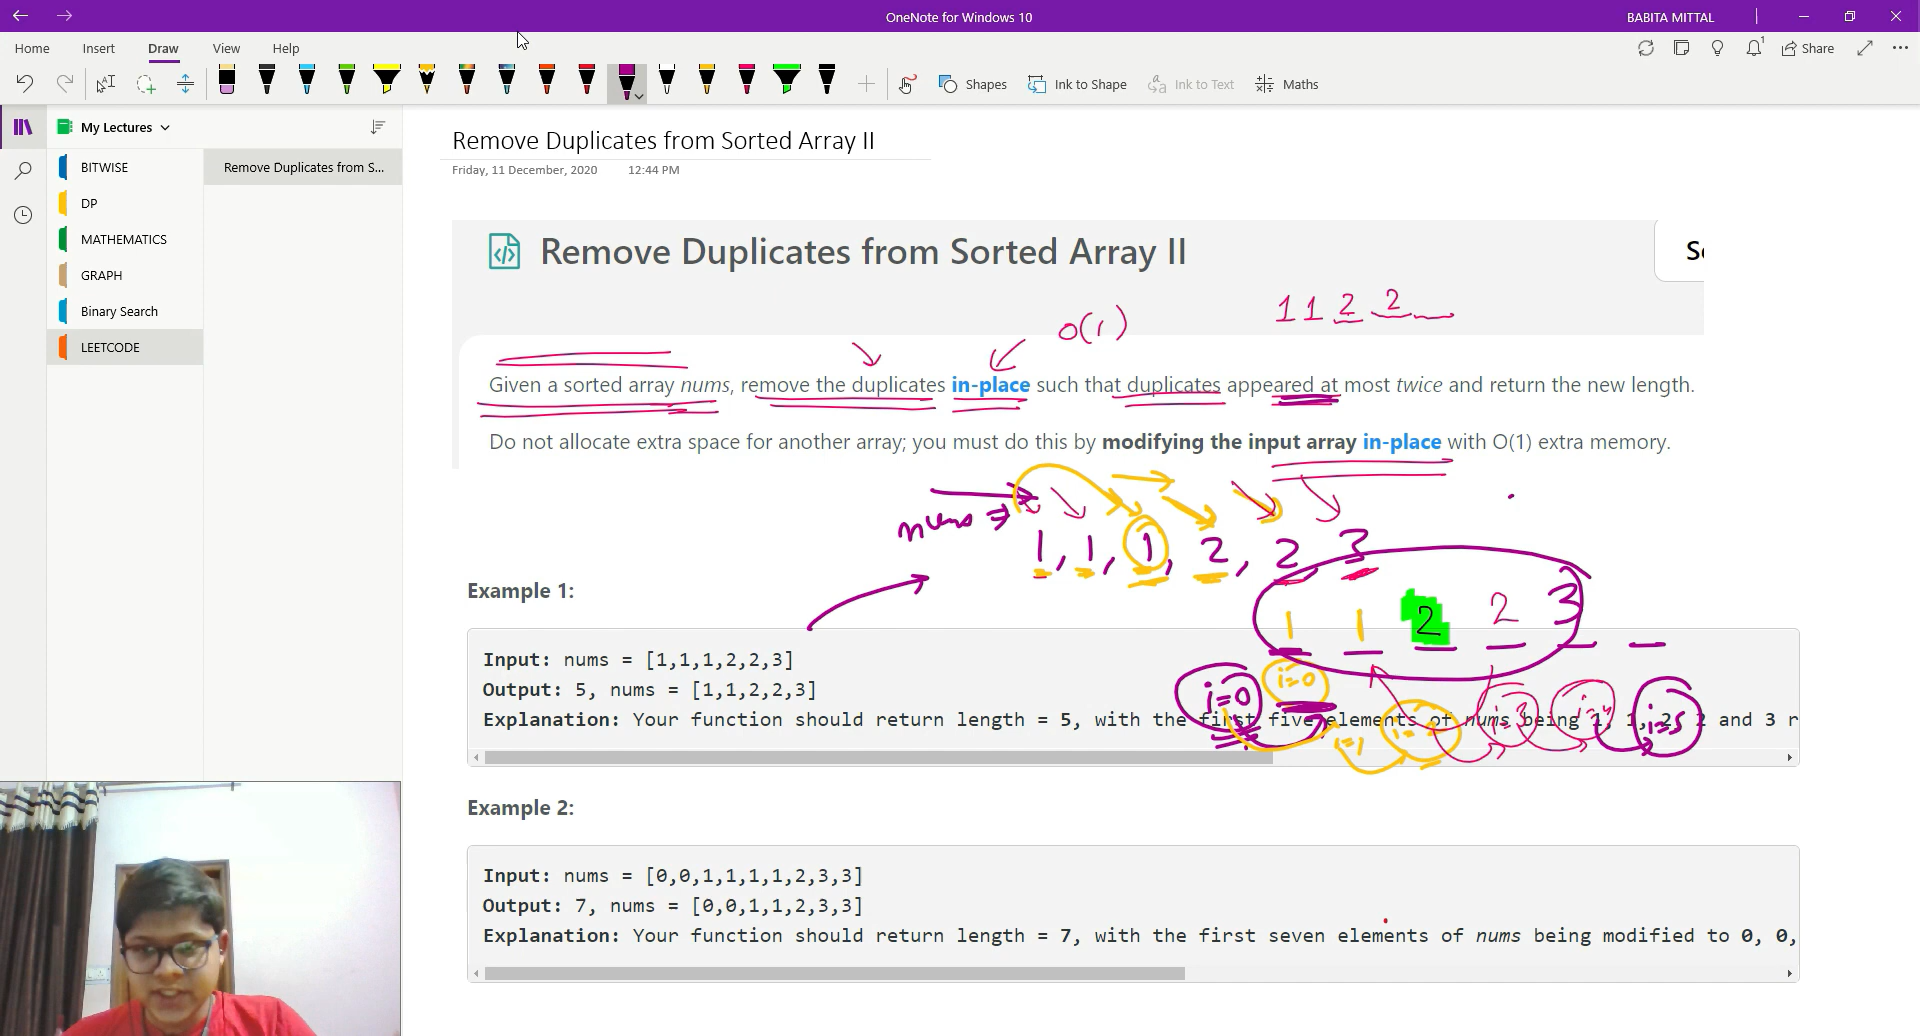 OneNote for Windows 10
BABITA MITTAL
Home Insert Draw View Help
1
Share
Shapes
Ink to Shape
Ink to Text
Maths
My Lectures
BITWISE
DP
MATHEMATICS
GRAPH
Binary Search
LEETCODE
Remove Duplicates from S...
Remove Duplicates from Sorted Array II
Friday, 11 December, 2020 12:44 PM
Remove Duplicates from Sorted Array II
1 1 2 2
O(1)
Given a sorted array nums, remove the duplicates in-place such that duplicates appeared at most twice and return the new length.
Do not allocate extra space for another array; you must do this by modifying the input array in-place with O(1) extra memory.
nums ⇒
1, 1, 1, 2, 2, 3
1 1 2 2 3
i=0 i=0
i=1 i=2 i=3 i=4 i=5
Example 1:
Input: nums = [1,1,1,2,2,3]
Output: 5, nums = [1,1,2,2,3]
Explanation: Your function should return length = 5, with the first five elements of nums being 1, 1, 2, 2 and 3 r
Example 2:
Input: nums = [0,0,1,1,1,1,2,3,3]
Output: 7, nums = [0,0,1,1,2,3,3]
Explanation: Your function should return length = 7, with the first seven elements of nums being modified to 0, 0,